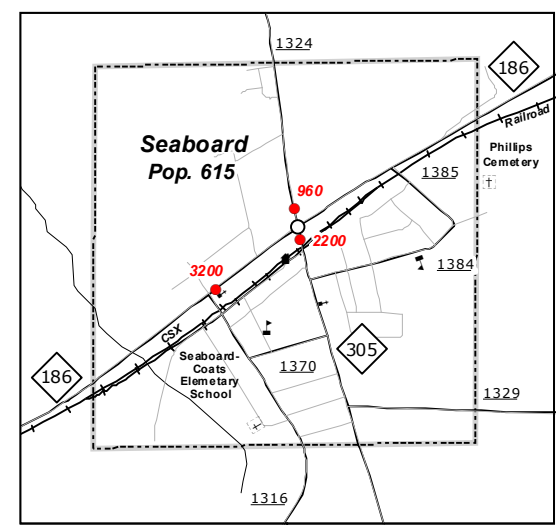 1324
186
Railroad
Seaboard
Pop. 615
Phillips
Cemetery
1385
960
2200
3200
1384
CSX
305
186
Seaboard-
Coats
Elemetary
School
1370
1329
1316